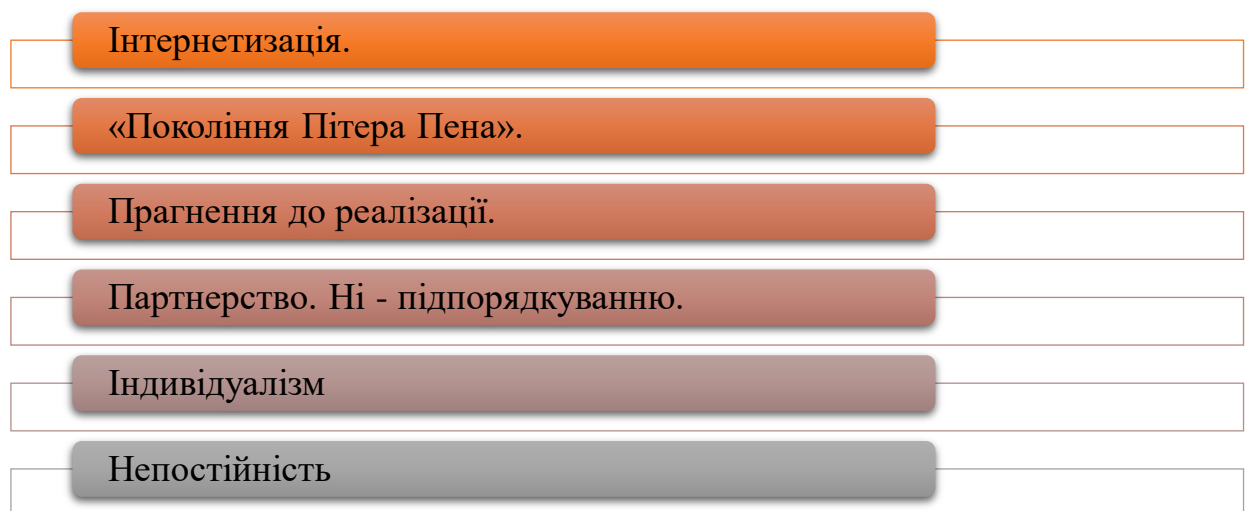 Інтернетизація.
«Покоління Пітера Пена».
Прагнення до реалізації.
Партнерство. Ні - підпорядкуванню.
Індивідуалізм
Непостійність